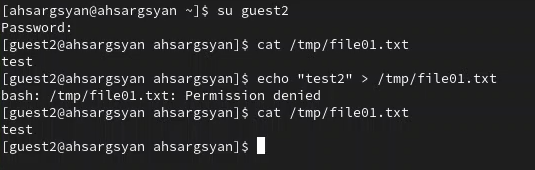 [ahsargsyan@ahsargsyan ~]$ su guest2
Password:
[guest2@ahsargsyan ahsargsyan]$ cat /tmp/file01.txt
test
[guest2@ahsargsyan ahsargsyan]$ echo "test2" > /tmp/file01.txt
bash: /tmp/file01.txt: Permission denied
[guest2@ahsargsyan ahsargsyan]$ cat /tmp/file01.txt
test
[guest2@ahsargsyan ahsargsyan]$